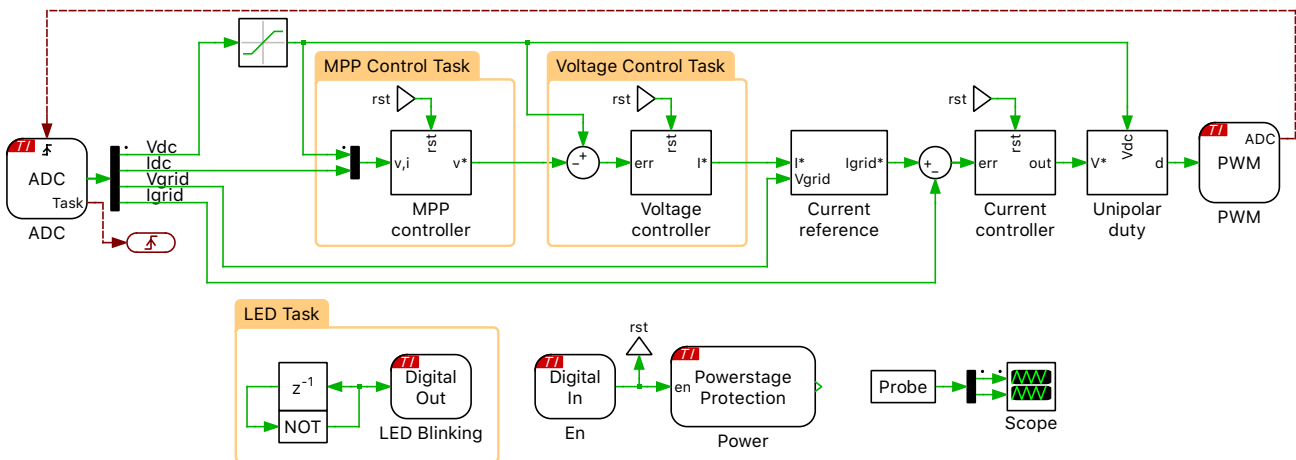 MPP Control Task
Voltage Control Task
rst
rst
rst
TI
ADC
Task
ADC
Vdc
Idc
Vgrid
Igrid
rst
v,i
v*
MPP
controller
-
+
rst
err
I*
Voltage
controller
I*
Vgrid
Igrid*
Current
reference
+
-
rst
err
out
Current
controller
Vdc
V*
d
Unipolar
duty
TI
ADC
PWM
PWM
LED Task
z-1
NOT
TI
Digital
Out
LED Blinking
TI
Digital
In
En
rst
TI
en
Powerstage
Protection
Power
Probe
Scope